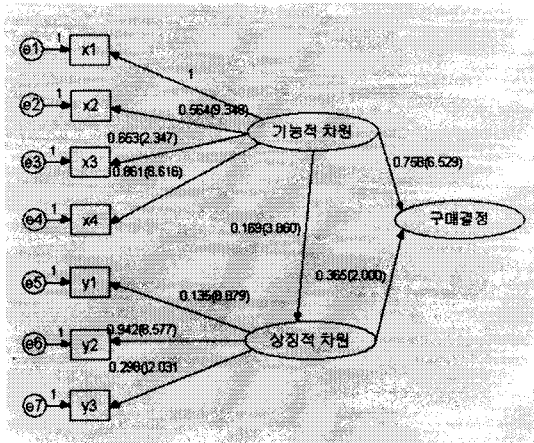 1
e1
x1
1
1
e2
x2
0.564(9.348)
기능적 차원
0.653(2.347)
1
e3
x3
0.758(6.529)
0.861(8.616)
1
e4
x4
구매결정
0.169(3.860)
1
e5
y1
0.365(2.000)
0.135(8.879)
1
e6
y2
0.942(8.577)
상징적 차원
0.298(12.031
1
e7
y3